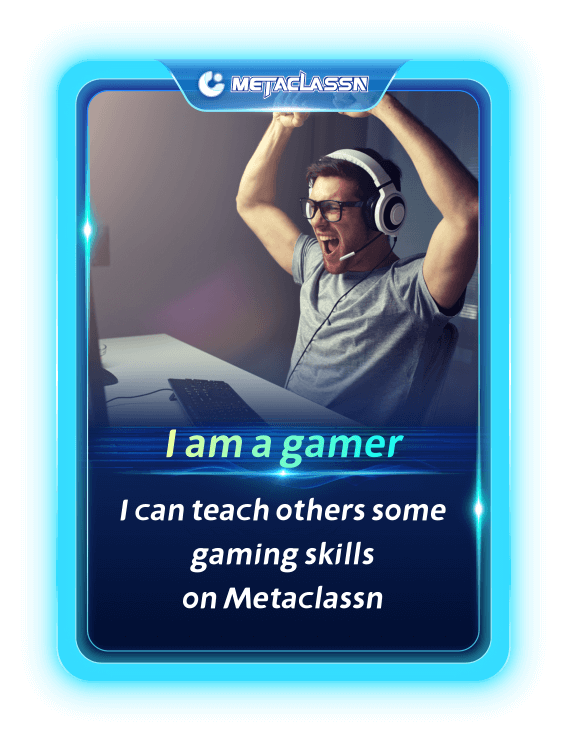 METACLASSN
I am a gamer
I can teach others some
gaming skills
on Metaclassn